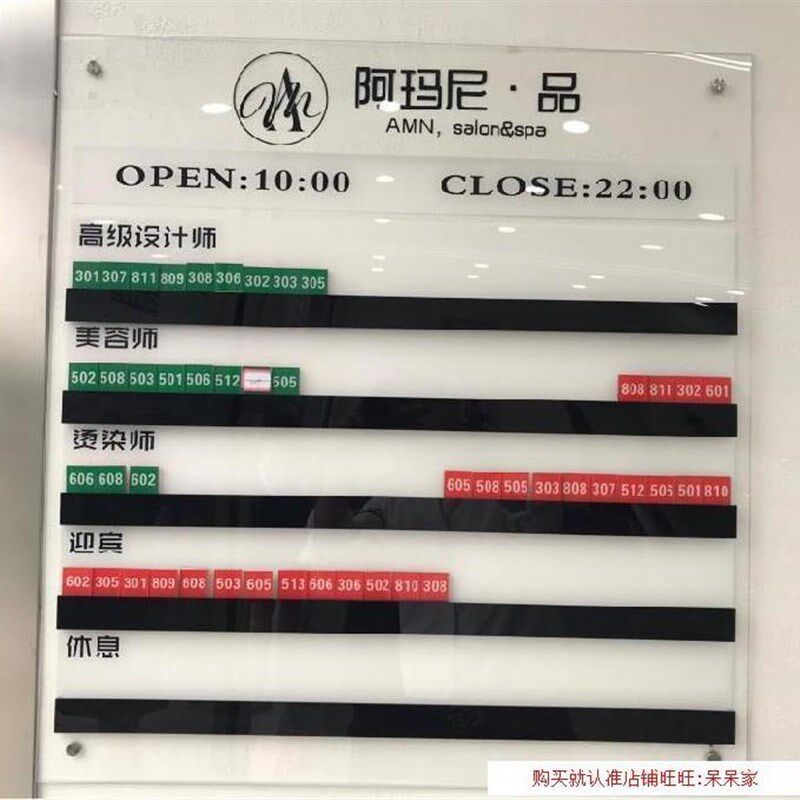 阿玛尼·品
AMN, salon&spa
OPEN:10:00 CLOSE:22:00
高级设计师
301 307 811 809 308 306 302 303 305
美容师
502 508 503 501 506 512 505 808 811 302 601
烫染师
606 608 602 605 508 505 303 808 307 512 506 501 810
迎宾
602 305 301 809 608 503 605 513 606 306 502 810 308
休息
购买就认准店铺旺旺:呆呆家